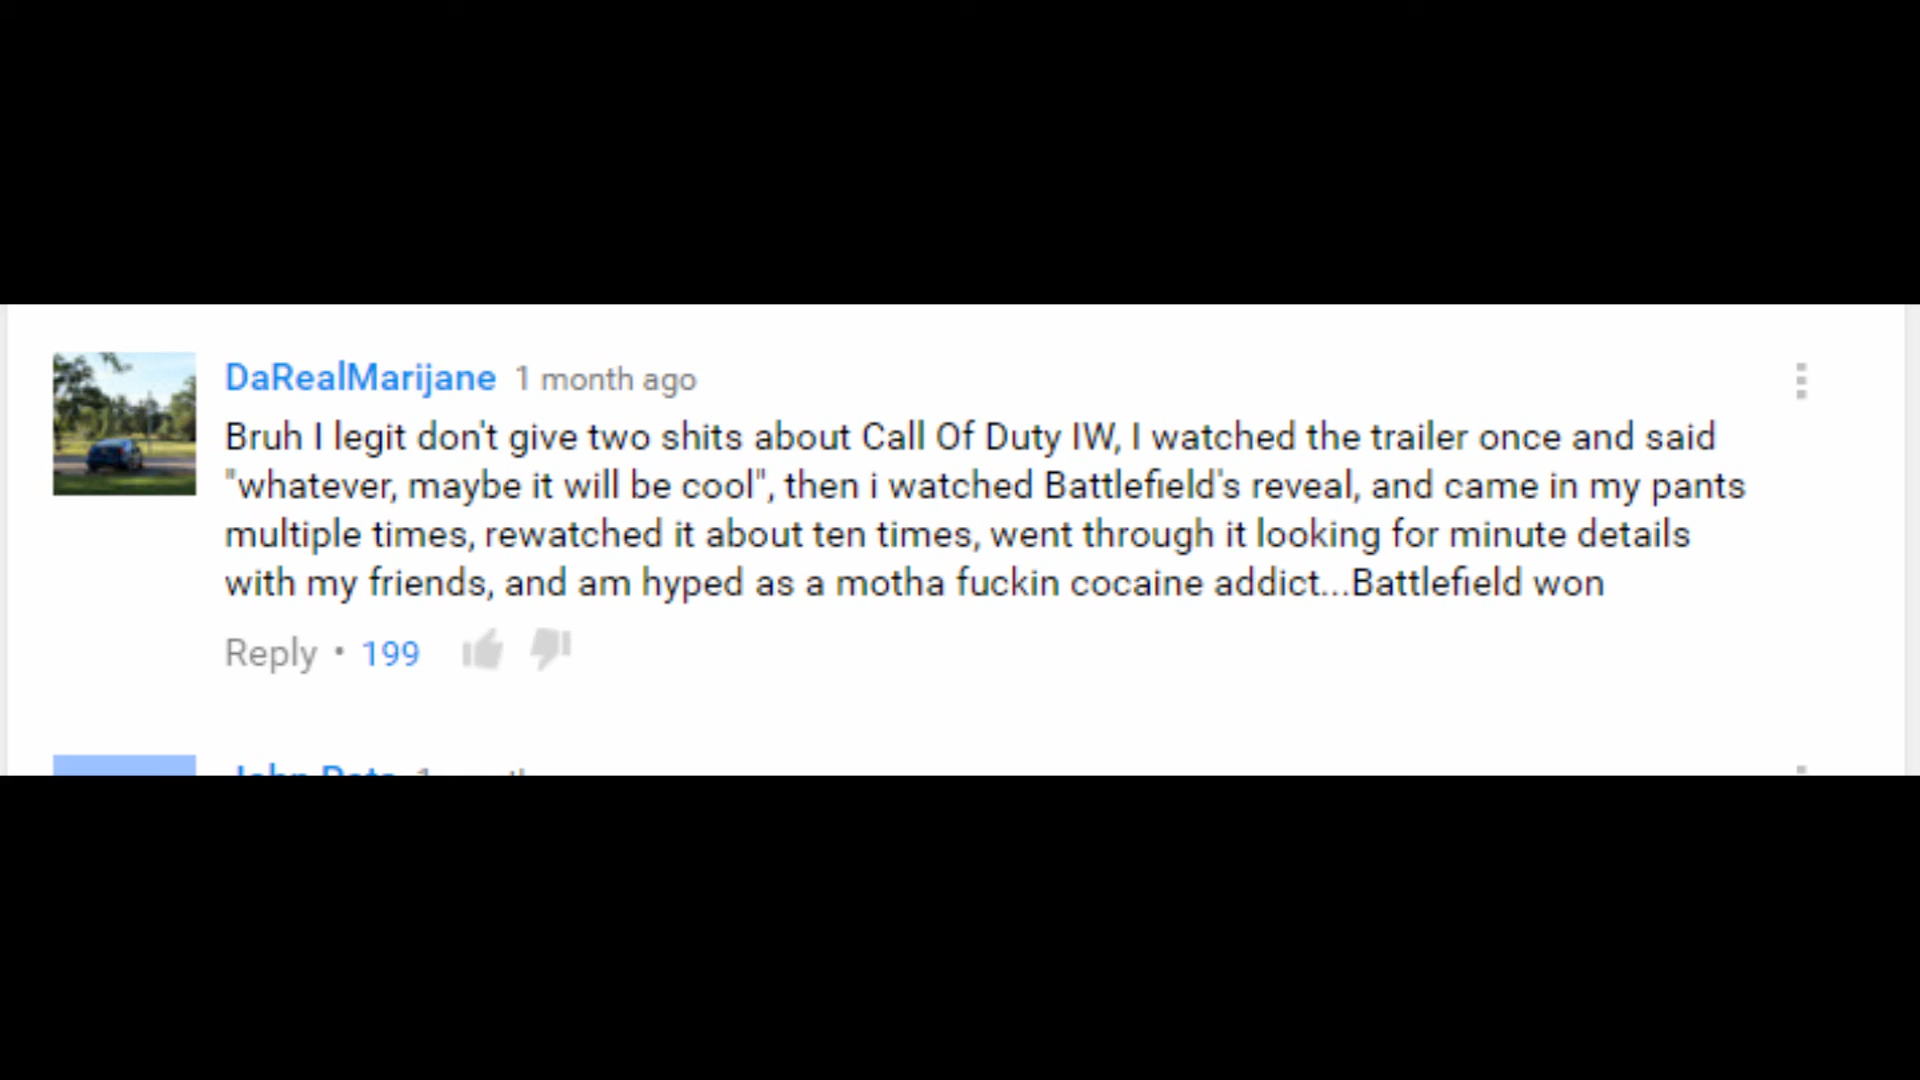 DaRealMarijane 1 month ago
Bruh I legit don't give two shits about Call Of Duty IW, I watched the trailer once and said
"whatever, maybe it will be cool", then i watched Battlefield's reveal, and came in my pants
multiple times, rewatched it about ten times, went through it looking for minute details
with my friends, and am hyped as a motha fuckin cocaine addict...Battlefield won
Reply • 199